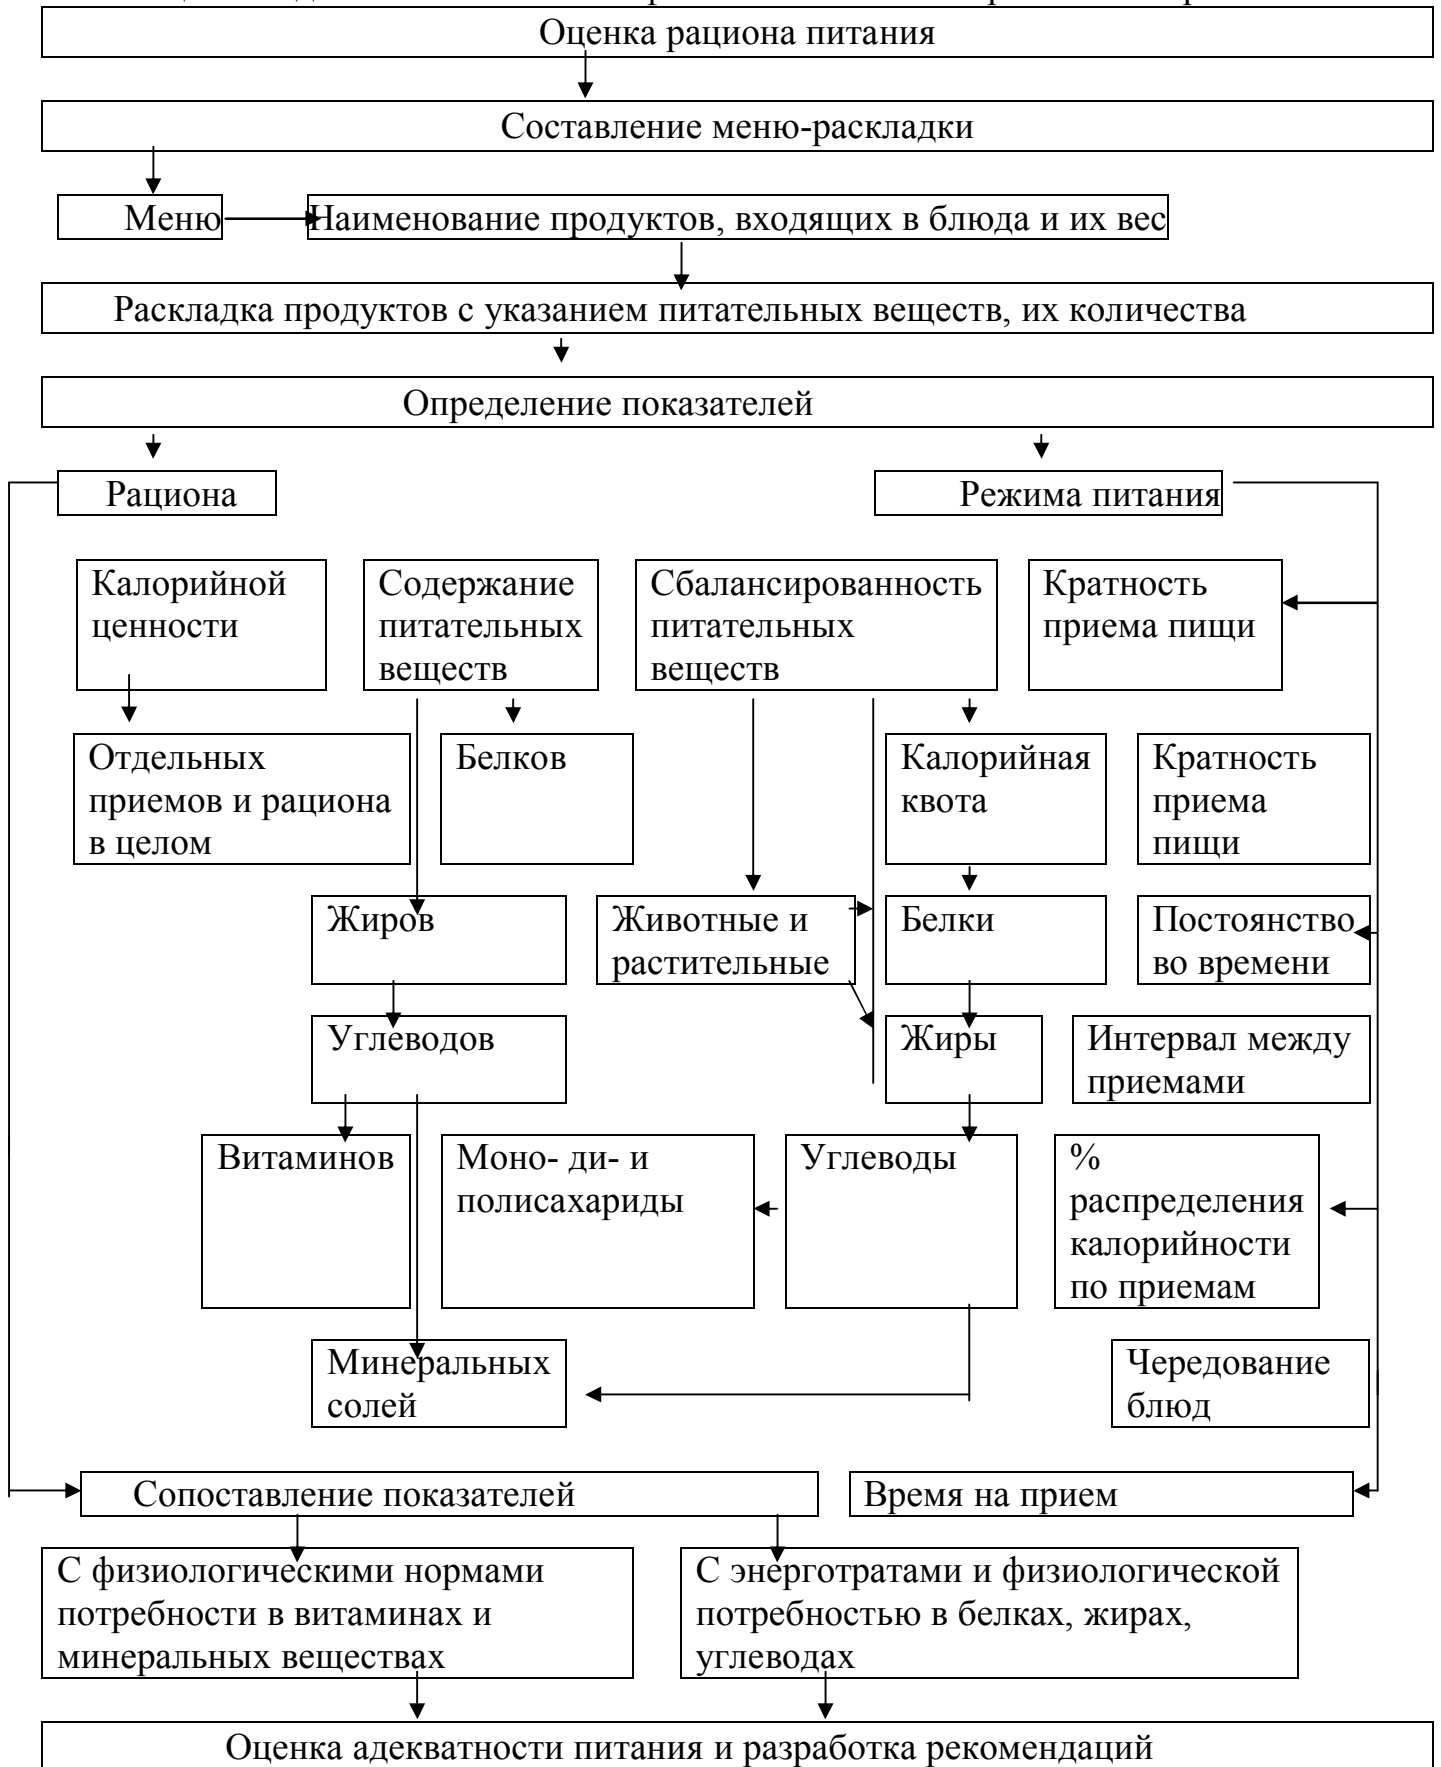 Оценка рациона питания
Составление меню-раскладки
Меню
Наименование продуктов, входящих в блюда и их вес
Раскладка продуктов с указанием питательных веществ, их количества
Определение показателей
Рациона
Режима питания
Калорийной
ценности
Содержание
питательных
веществ
Сбалансированность
питательных
веществ
Кратность
приема пищи
Отдельных
приемов и рациона
в целом
Белков
Калорийная
квота
Кратность
приема
пищи
Жиров
Животные и
растительные
Белки
Постоянство
во времени
Углеводов
Жиры
Интервал между
приемами
Витаминов
Моно- ди- и
полисахариды
Углеводы
%
распределения
калорийности
по приемам
Минеральных
солей
Чередование
блюд
Сопоставление показателей
Время на прием
С физиологическими нормами
потребности в витаминах и
минеральных веществах
С энерготратами и физиологической
потребностью в белках, жирах,
углеводах
Оценка адекватности питания и разработка рекомендаций